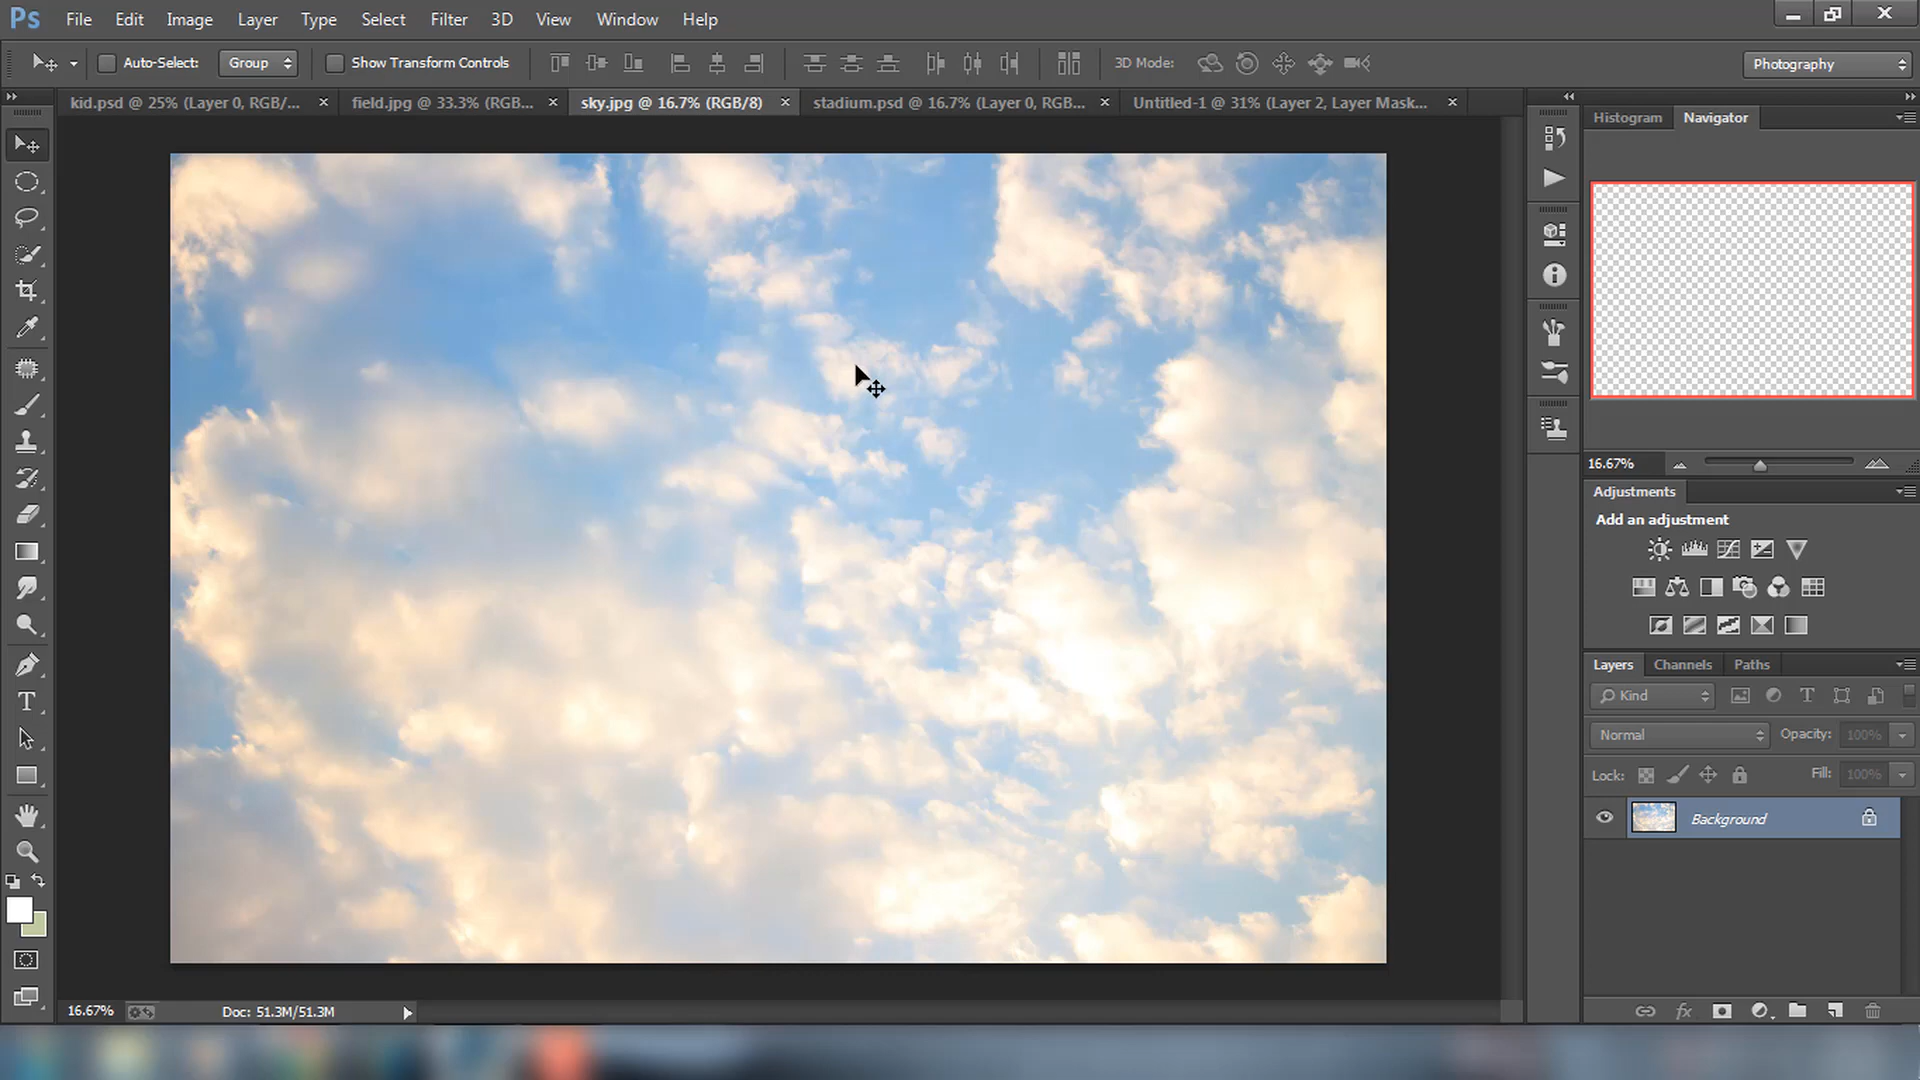 Ps File Edit Image Layer Type Select Filter 3D View Window Help
Auto-Select: Group Show Transform Controls 3D Mode: Photography
kid.psd @ 25% (Layer 0, RGB/... field.jpg @ 33.3% (RGB... sky.jpg @ 16.7% (RGB/8) stadium.psd @ 16.7% (Layer 0, RGB... Untitled-1 @ 31% (Layer 2, Layer Mask...
Histogram Navigator
16.67%
Adjustments
Add an adjustment
Layers Channels Paths
Kind
Normal Opacity: 100%
Lock: Fill: 100%
Background
16.67% Doc: 51.3M/51.3M